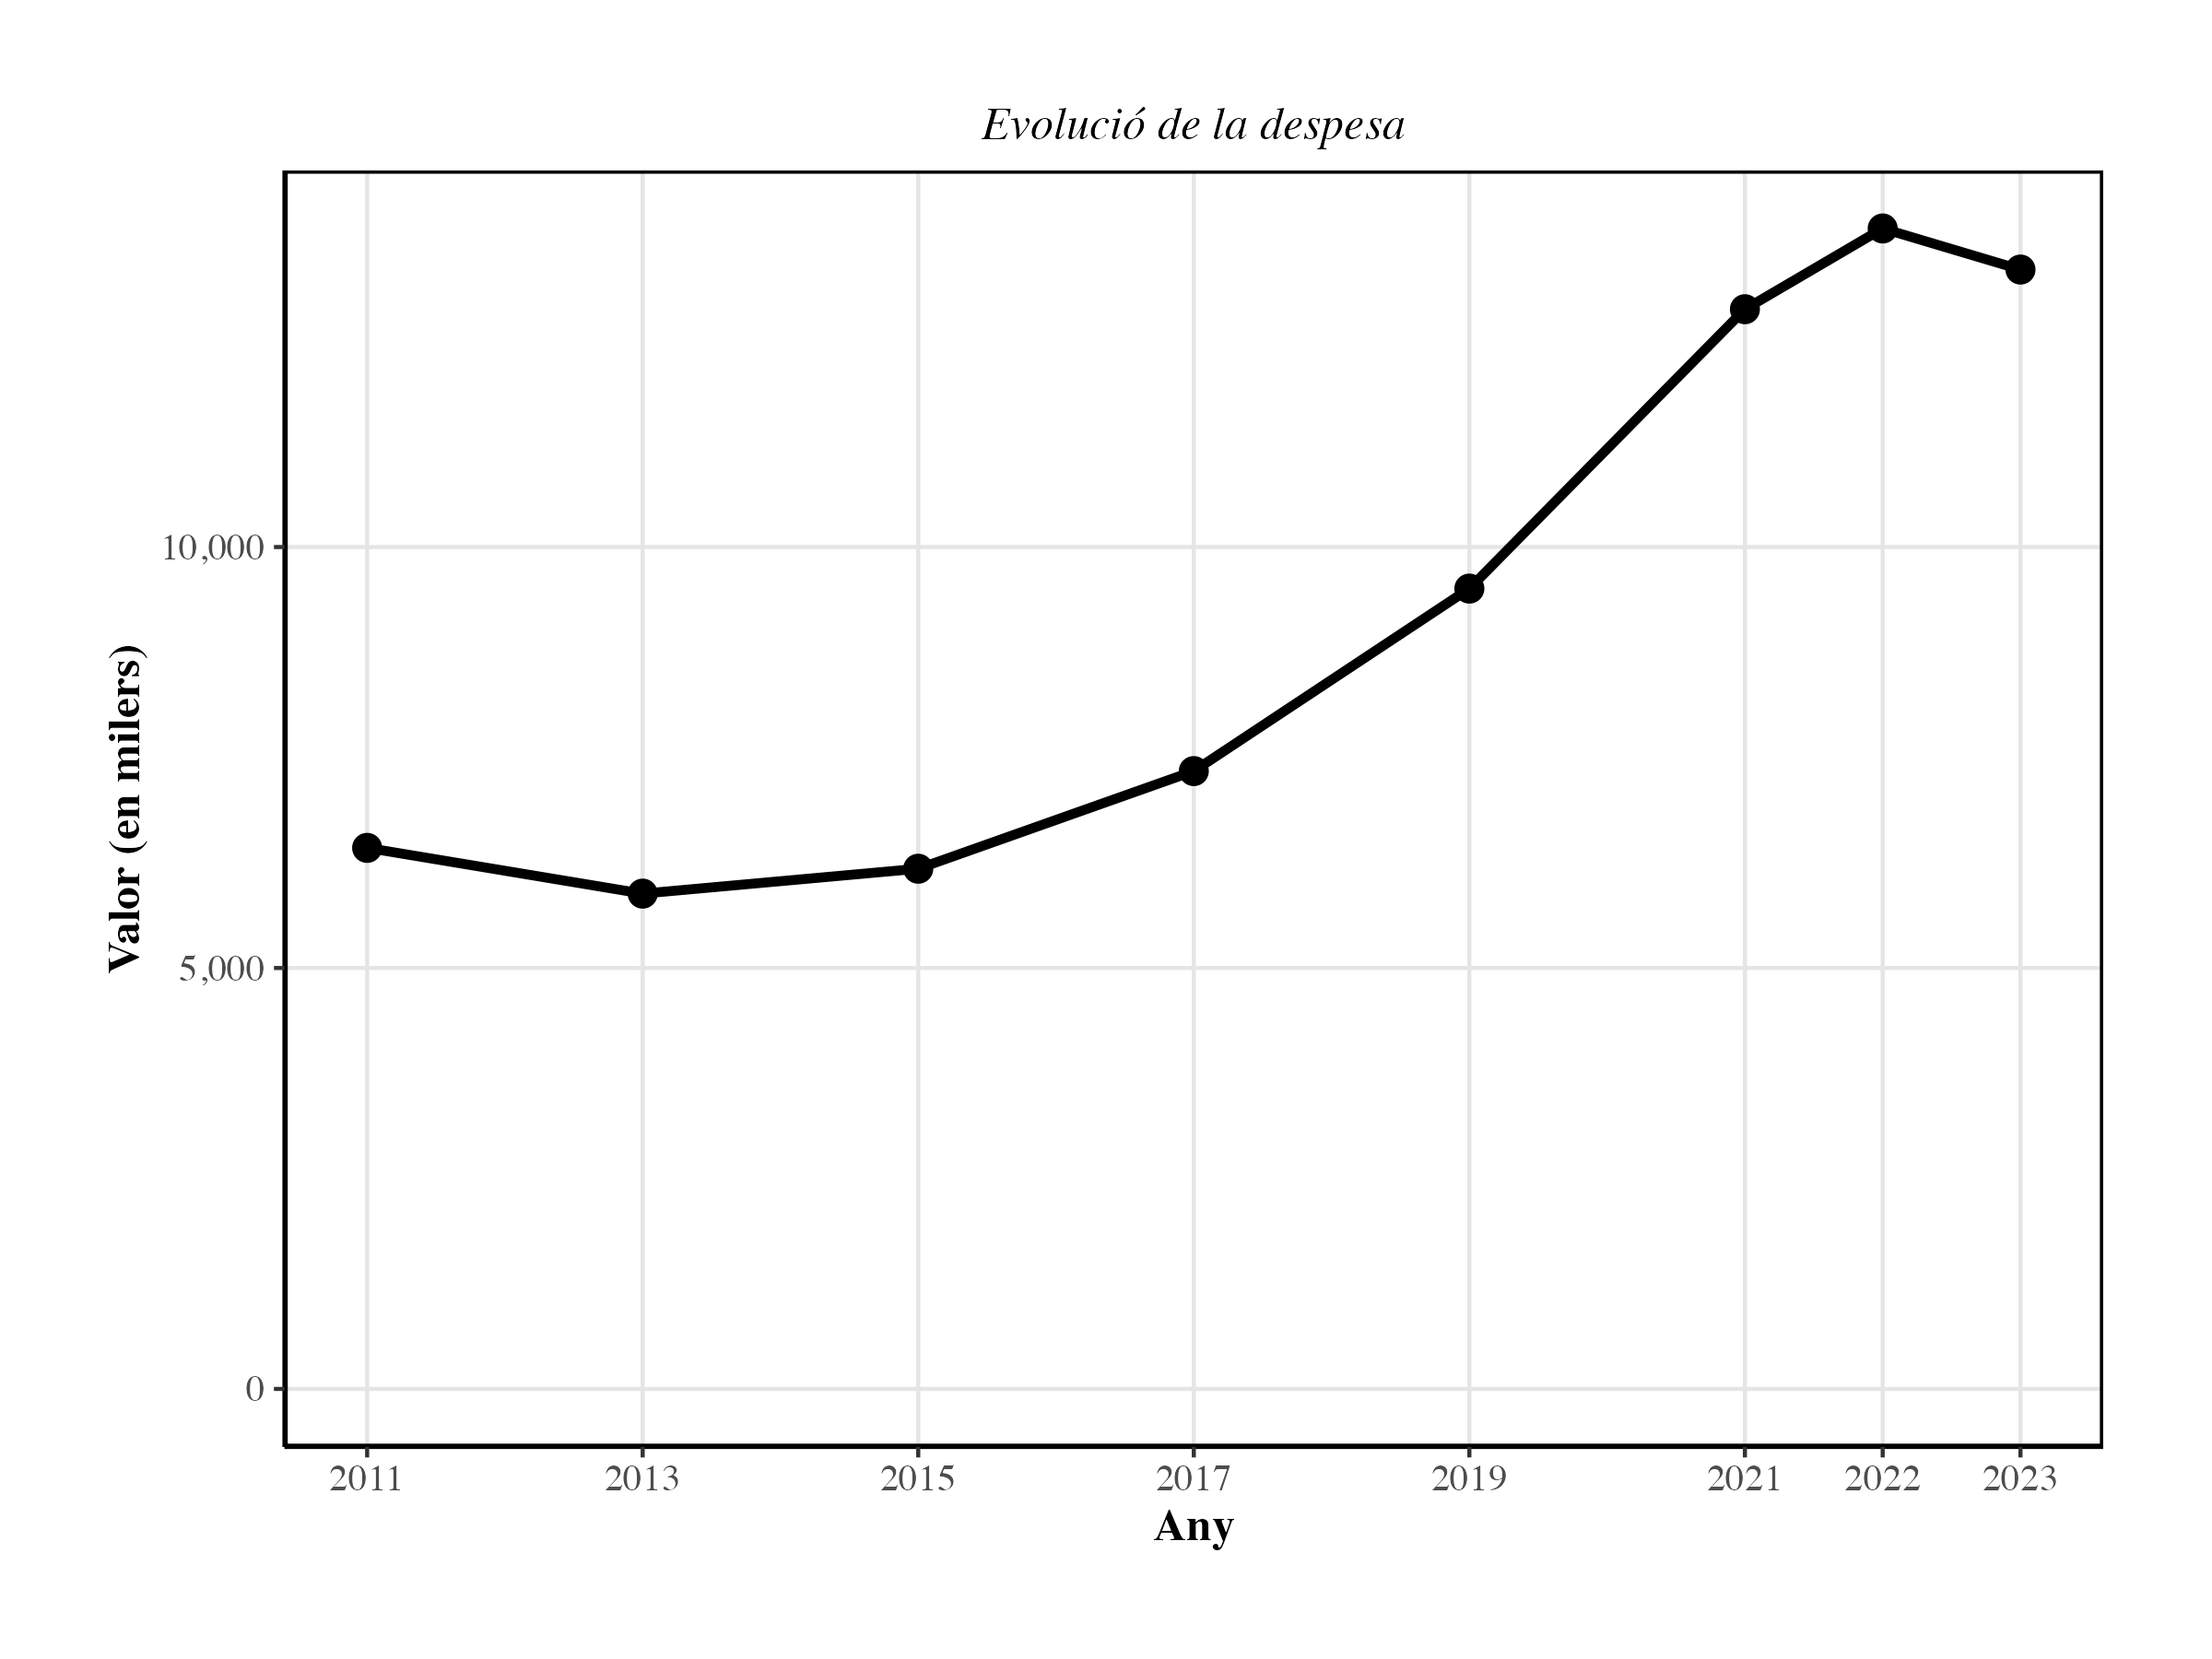 Evolució de la despesa
Valor (en milers)
10,000
5,000
0
2011 2013 2015 2017 2019 2021 2022 2023
Any